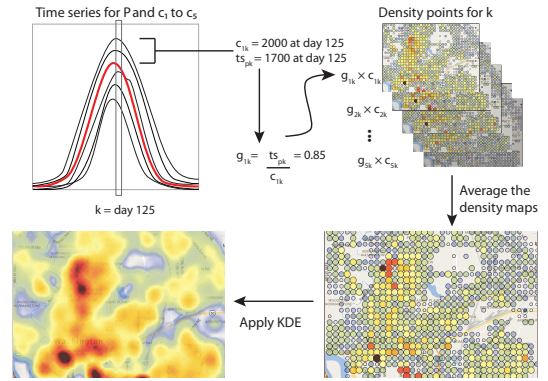 Time series for P and c₁ to c₅
Density points for k
c₁ₖ = 2000 at day 125
tsₚₖ = 1700 at day 125
g₁ₖ × c₁ₖ
g₂ₖ × c₂ₖ
g₅ₖ × c₅ₖ
g₁ₖ = tsₚₖ = 0.85
c₁ₖ
k = day 125
Average the
density maps
Apply KDE